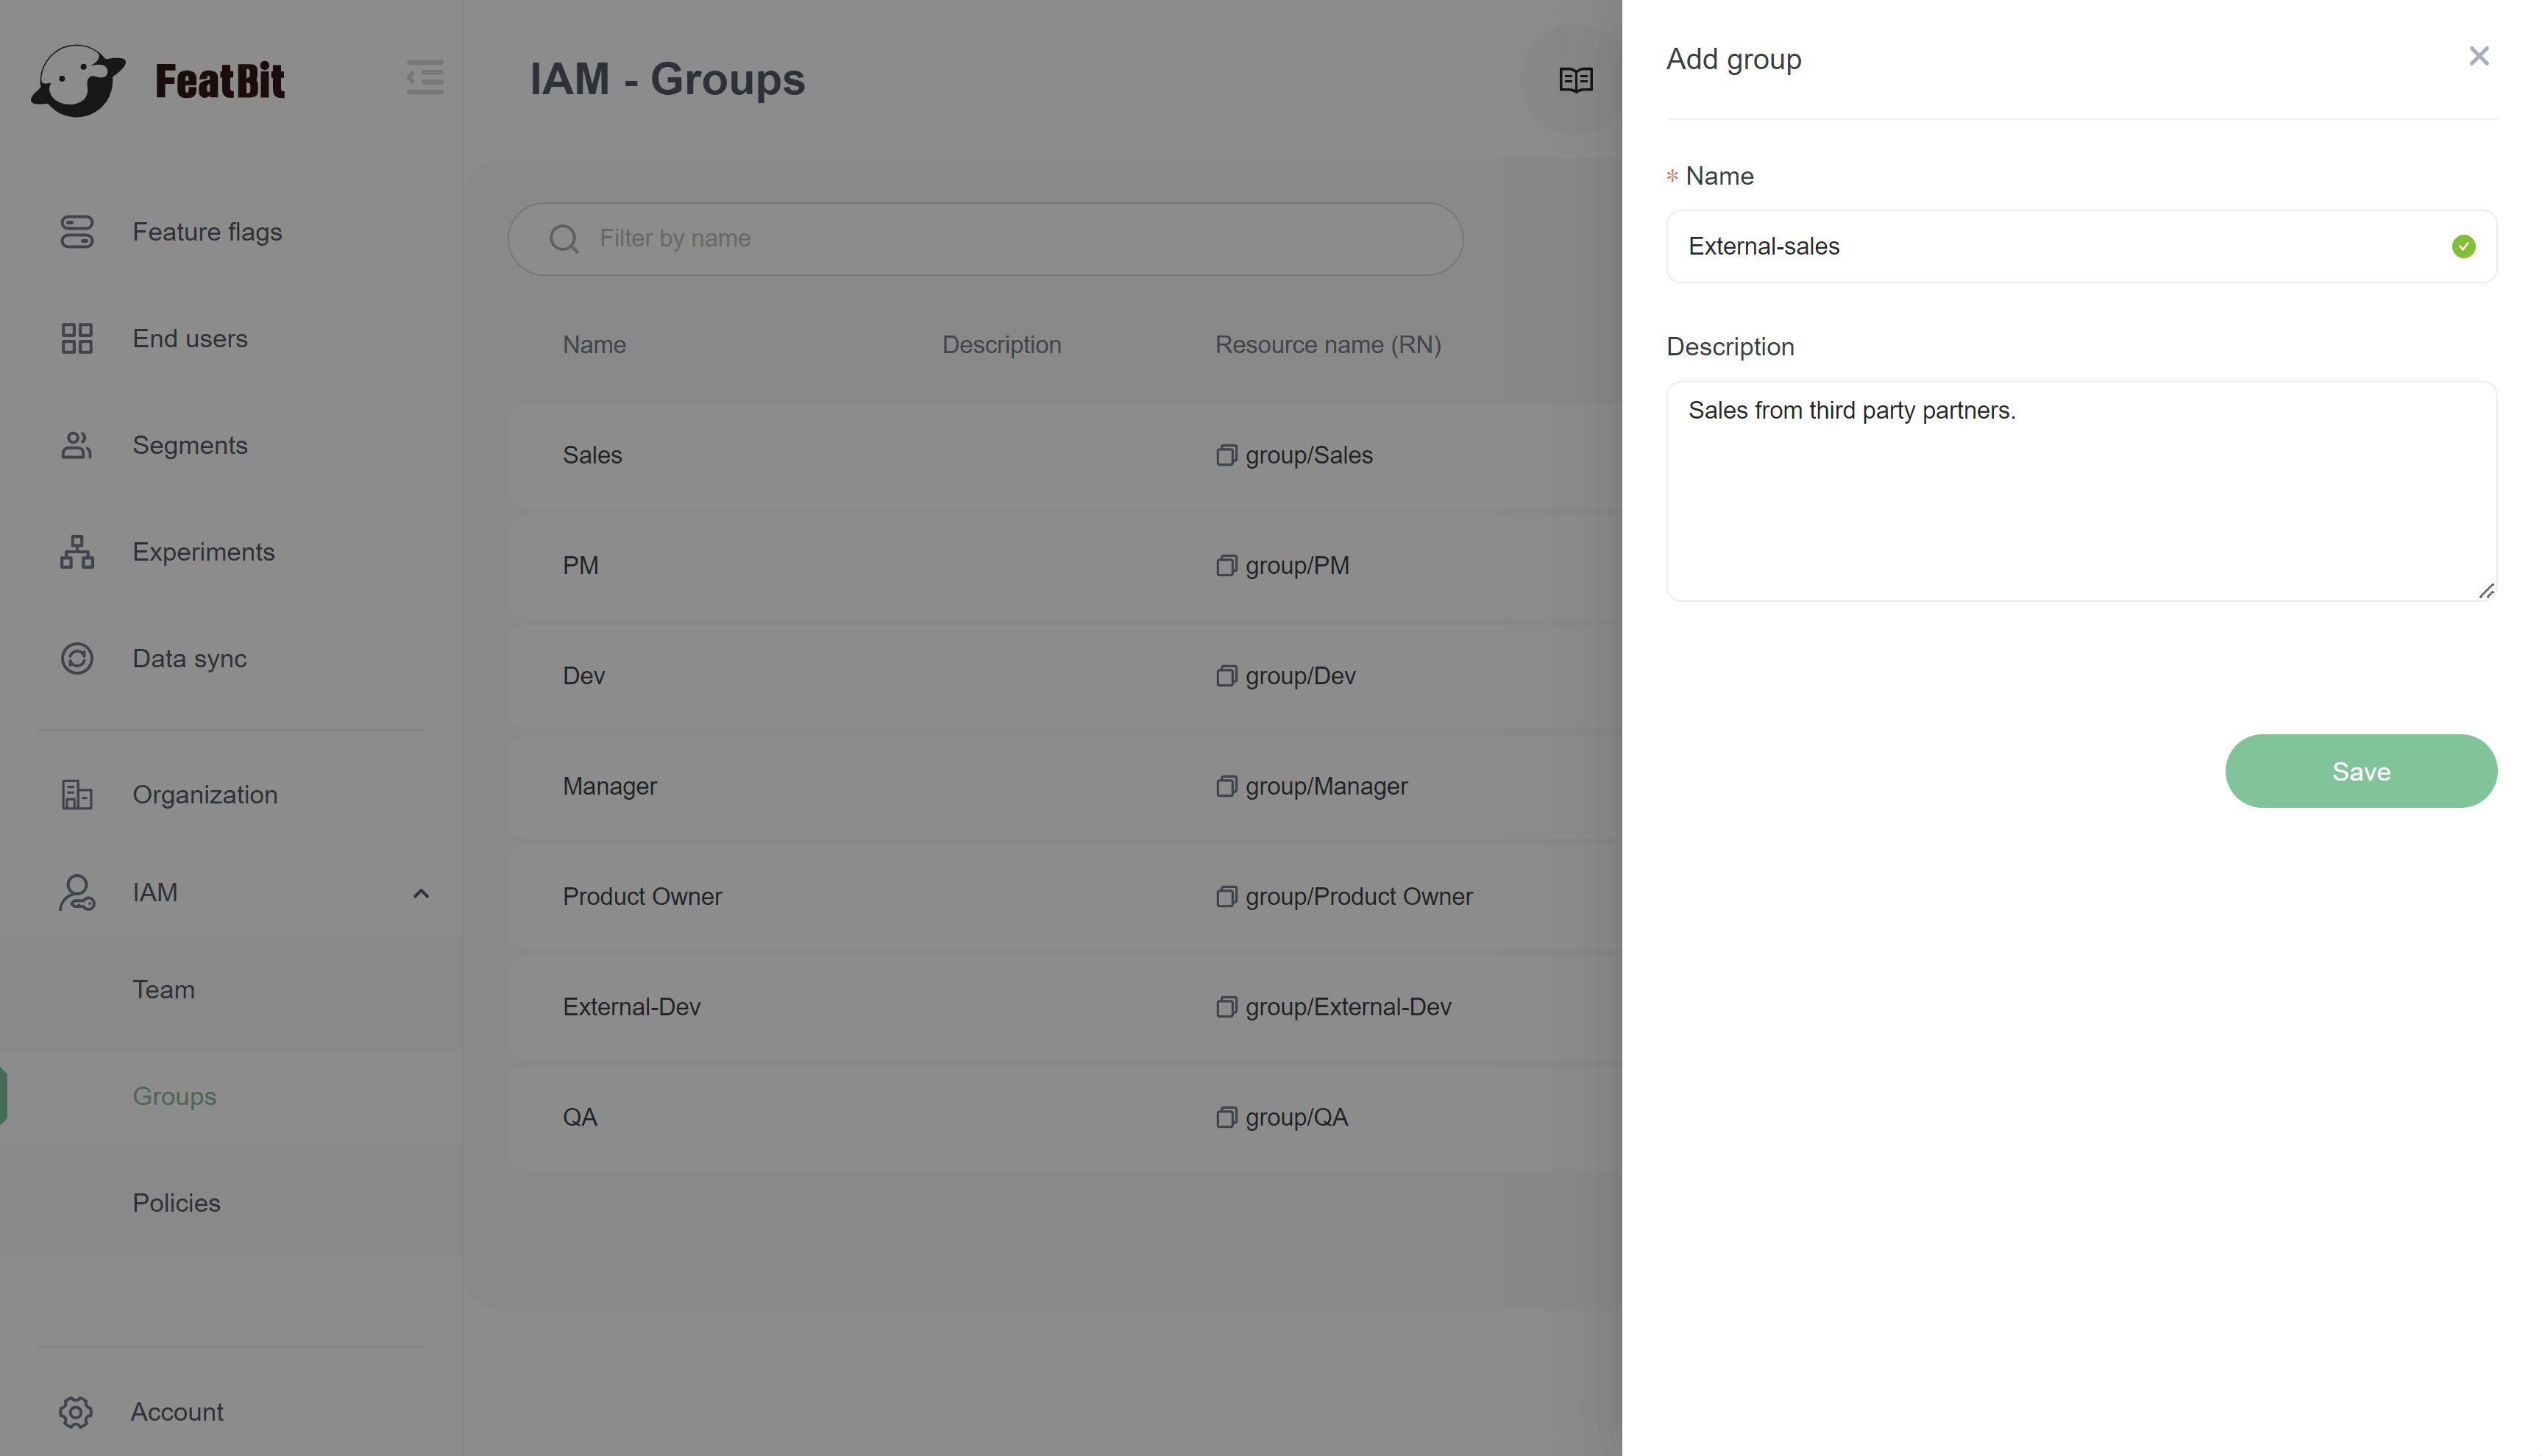 FeatBit
Feature flags
End users
Segments
Experiments
Data sync
Organization
IAM
Team
Groups
Policies
Account
IAM - Groups
Filter by name
Name Description Resource name (RN)
Sales group/Sales
PM group/PM
Dev group/Dev
Manager group/Manager
Product Owner group/Product Owner
External-Dev group/External-Dev
QA group/QA
Add group
* Name
External-sales
Description
Sales from third party partners.
Save